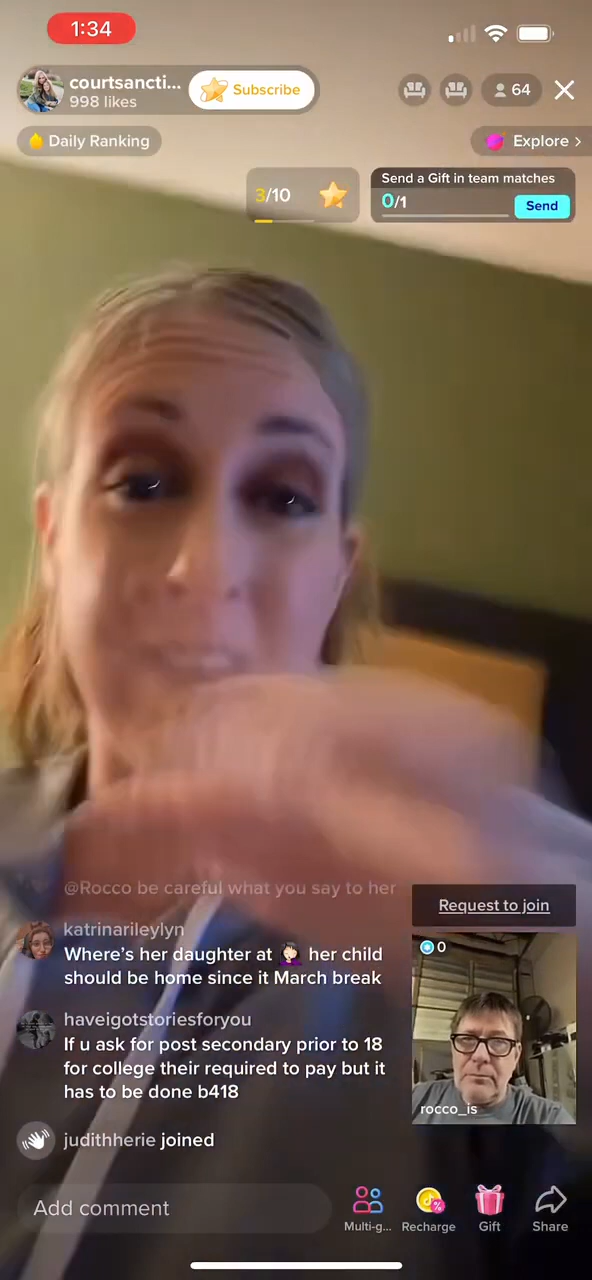 1:34
courtsancti...
998 likes
Subscribe
64
Daily Ranking
Explore >
3/10
Send a Gift in team matches
0/1
Send
@Rocco be careful what you say to her
Request to join
katrinarileylyn
Where's her daughter at 🤦🏻‍♀️ her child
should be home since it March break
0
haveigotstoriesforyou
If u ask for post secondary prior to 18
for college their required to pay but it
has to be done b418
rocco_is
judithherie joined
Add comment
Multi-g...
Recharge
Gift
Share